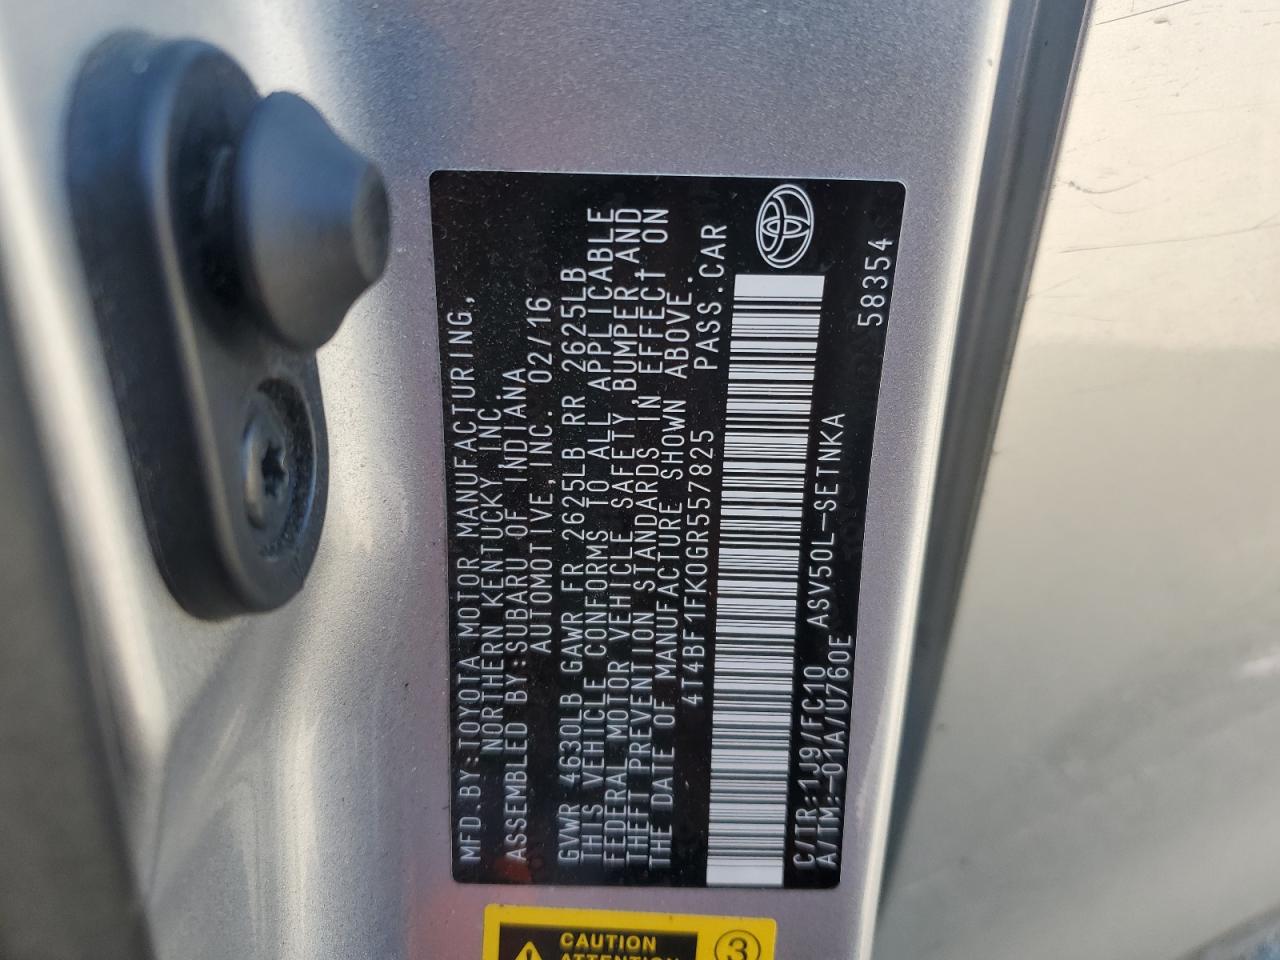 MFD.BY:TOYOTA MOTOR MANUFACTURING,
NORTHERN KENTUCKY INC.
ASSEMBLED BY:SUBARU OF INDIANA
AUTOMOTIVE,INC. 02/16
GVWR 4630LB GAWR FR 2625LB RR 2625LB
THIS VEHICLE CONFORMS TO ALL APPLICABLE
FEDERAL MOTOR VEHICLE SAFETY,BUMPER,AND
THEFT PREVENTION STANDARDS IN EFFECT ON
THE DATE OF MANUFACTURE SHOWN ABOVE.
4T4BF1FK0GR557825 PASS.CAR
C/TR:1J9/FC10 ASV50L-SETNKA 58354
A/TM:-01A/U760E
CAUTION 3
ATTENTION